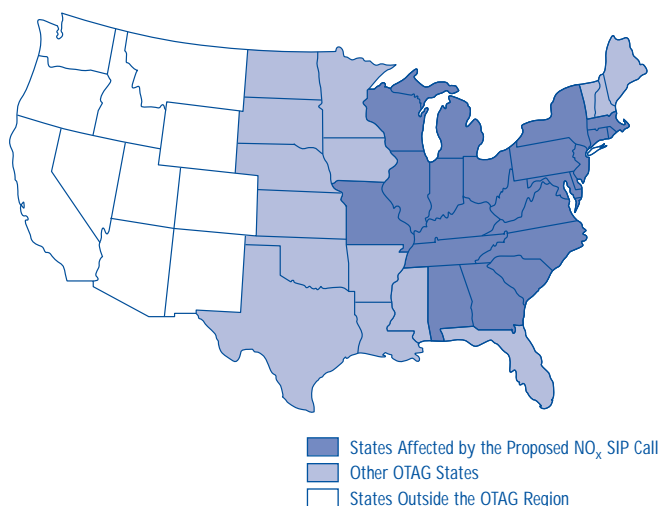 States Affected by the Proposed NOx SIP Call
Other OTAG States
States Outside the OTAG Region